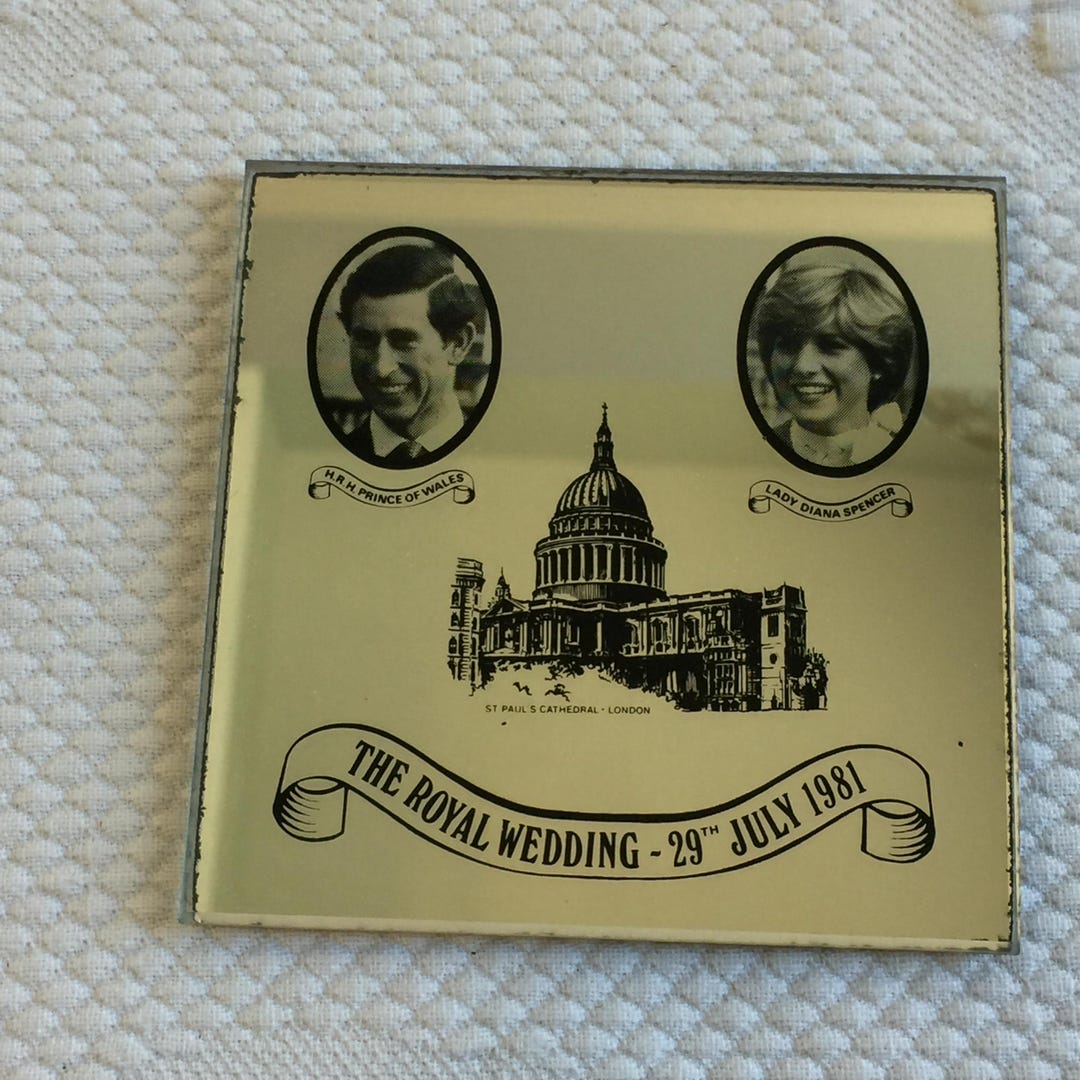 H.R.H. PRINCE OF WALES
LADY DIANA SPENCER
ST PAUL'S CATHEDRAL - LONDON
THE ROYAL WEDDING ~ 29TH JULY 1981